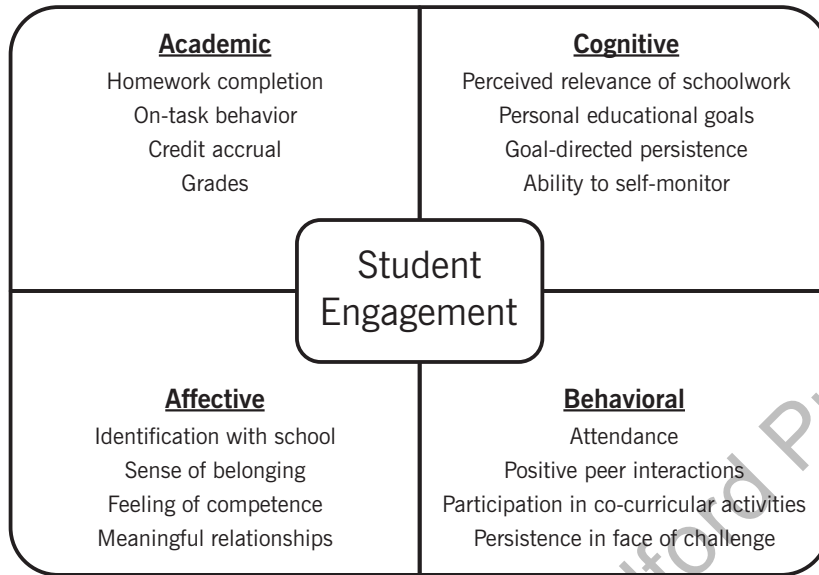 Academic
Homework completion
On-task behavior
Credit accrual
Grades
Cognitive
Perceived relevance of schoolwork
Personal educational goals
Goal-directed persistence
Ability to self-monitor
Student
Engagement
Affective
Identification with school
Sense of belonging
Feeling of competence
Meaningful relationships
Behavioral
Attendance
Positive peer interactions
Participation in co-curricular activities
Persistence in face of challenge